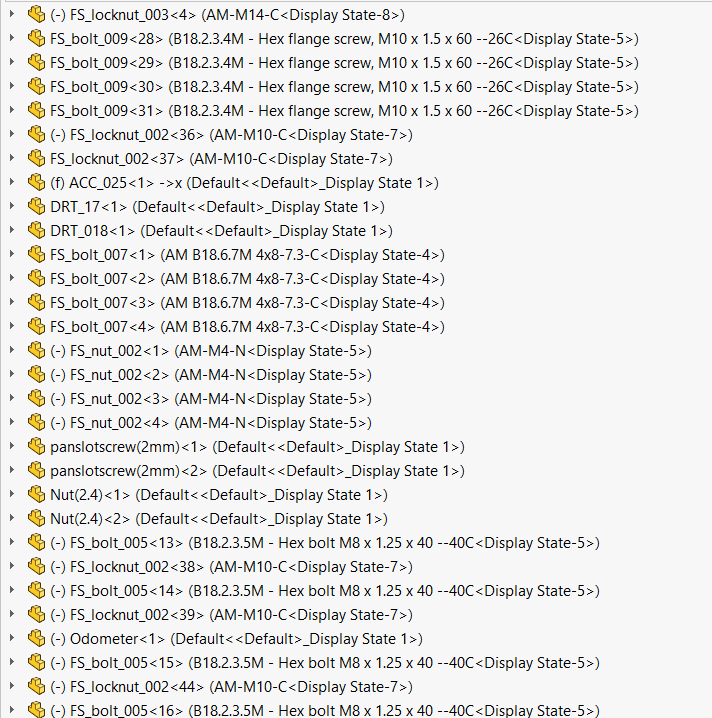 (-) FS_locknut_003<4> (AM-M14-C<Display State-8>)
FS_bolt_009<28> (B18.2.3.4M - Hex flange screw, M10 x 1.5 x 60 --26C<Display State-5>)
FS_bolt_009<29> (B18.2.3.4M - Hex flange screw, M10 x 1.5 x 60 --26C<Display State-5>)
FS_bolt_009<30> (B18.2.3.4M - Hex flange screw, M10 x 1.5 x 60 --26C<Display State-5>)
FS_bolt_009<31> (B18.2.3.4M - Hex flange screw, M10 x 1.5 x 60 --26C<Display State-5>)
(-) FS_locknut_002<36> (AM-M10-C<Display State-7>)
FS_locknut_002<37> (AM-M10-C<Display State-7>)
(f) ACC_025<1> ->x (Default<<Default>_Display State 1>)
DRT_17<1> (Default<<Default>_Display State 1>)
DRT_018<1> (Default<<Default>_Display State 1>)
FS_bolt_007<1> (AM B18.6.7M 4x8-7.3-C<Display State-4>)
FS_bolt_007<2> (AM B18.6.7M 4x8-7.3-C<Display State-4>)
FS_bolt_007<3> (AM B18.6.7M 4x8-7.3-C<Display State-4>)
FS_bolt_007<4> (AM B18.6.7M 4x8-7.3-C<Display State-4>)
(-) FS_nut_002<1> (AM-M4-N<Display State-5>)
(-) FS_nut_002<2> (AM-M4-N<Display State-5>)
(-) FS_nut_002<3> (AM-M4-N<Display State-5>)
(-) FS_nut_002<4> (AM-M4-N<Display State-5>)
panslotscrew(2mm)<1> (Default<<Default>_Display State 1>)
panslotscrew(2mm)<2> (Default<<Default>_Display State 1>)
Nut(2.4)<1> (Default<<Default>_Display State 1>)
Nut(2.4)<2> (Default<<Default>_Display State 1>)
(-) FS_bolt_005<13> (B18.2.3.5M - Hex bolt M8 x 1.25 x 40 --40C<Display State-5>)
(-) FS_locknut_002<38> (AM-M10-C<Display State-7>)
(-) FS_bolt_005<14> (B18.2.3.5M - Hex bolt M8 x 1.25 x 40 --40C<Display State-5>)
(-) FS_locknut_002<39> (AM-M10-C<Display State-7>)
(-) Odometer<1> (Default<<Default>_Display State 1>)
(-) FS_bolt_005<15> (B18.2.3.5M - Hex bolt M8 x 1.25 x 40 --40C<Display State-5>)
(-) FS_locknut_002<44> (AM-M10-C<Display State-7>)
(-) FS_bolt_005<16> (B18.2.3.5M - Hex bolt M8 x 1.25 x 40 --40C<Display State-5>)